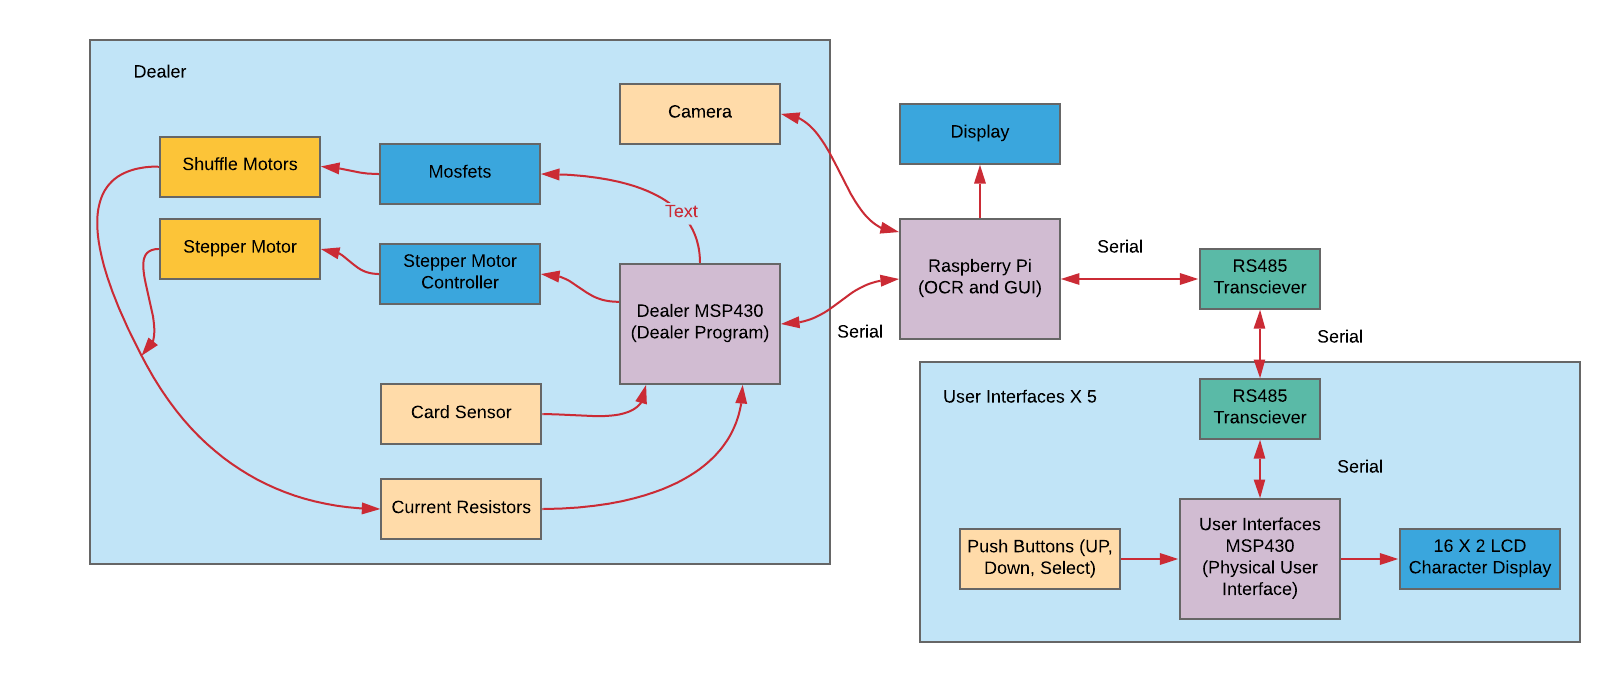 Dealer
Camera
Display
Shuffle Motors
Mosfets
Text
Stepper Motor
Stepper Motor
Controller
Dealer MSP430
(Dealer Program)
Serial
Raspberry Pi
(OCR and GUI)
Serial
RS485
Transciever
Serial
Card Sensor
Current Resistors
User Interfaces X 5
RS485
Transciever
Serial
Push Buttons (UP,
Down, Select)
User Interfaces
MSP430
(Physical User
Interface)
16 X 2 LCD
Character Display